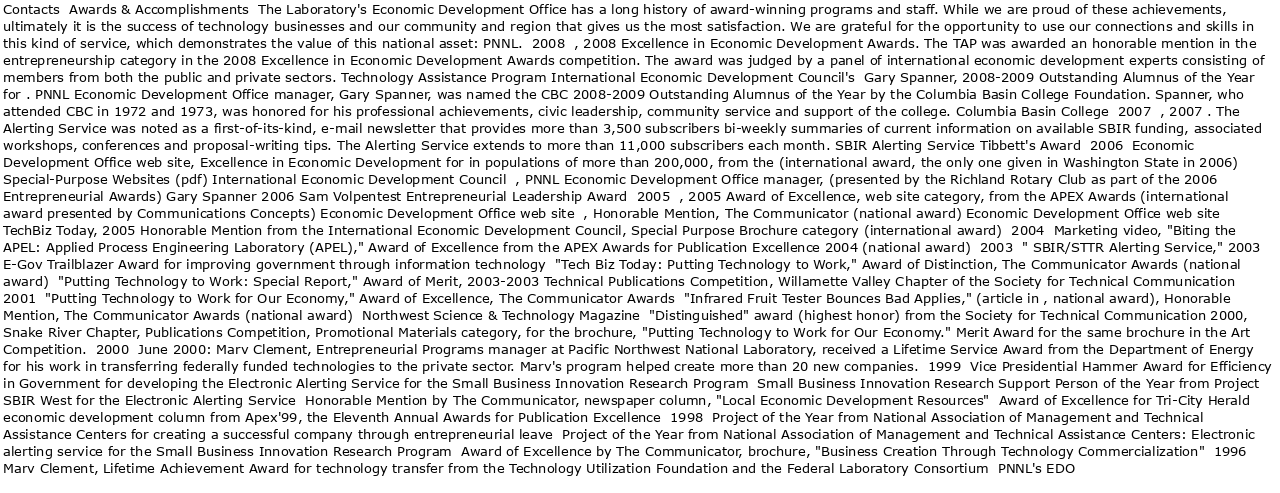 Contacts  Awards & Accomplishments  The Laboratory's Economic Development Office has a long history of award-winning programs and staff. While we are proud of these achievements,
ultimately it is the success of technology businesses and our community and region that gives us the most satisfaction. We are grateful for the opportunity to use our connections and skills in
this kind of service, which demonstrates the value of this national asset: PNNL.  2008  , 2008 Excellence in Economic Development Awards. The TAP was awarded an honorable mention in the
entrepreneurship category in the 2008 Excellence in Economic Development Awards competition. The award was judged by a panel of international economic development experts consisting of
members from both the public and private sectors. Technology Assistance Program International Economic Development Council's  Gary Spanner, 2008-2009 Outstanding Alumnus of the Year
for . PNNL Economic Development Office manager, Gary Spanner, was named the CBC 2008-2009 Outstanding Alumnus of the Year by the Columbia Basin College Foundation. Spanner, who
attended CBC in 1972 and 1973, was honored for his professional achievements, civic leadership, community service and support of the college. Columbia Basin College  2007  , 2007 . The
Alerting Service was noted as a first-of-its-kind, e-mail newsletter that provides more than 3,500 subscribers bi-weekly summaries of current information on available SBIR funding, associated
workshops, conferences and proposal-writing tips. The Alerting Service extends to more than 11,000 subscribers each month. SBIR Alerting Service Tibbett's Award  2006  Economic
Development Office web site, Excellence in Economic Development for in populations of more than 200,000, from the (international award, the only one given in Washington State in 2006)
Special-Purpose Websites (pdf) International Economic Development Council  , PNNL Economic Development Office manager, (presented by the Richland Rotary Club as part of the 2006
Entrepreneurial Awards) Gary Spanner 2006 Sam Volpentest Entrepreneurial Leadership Award  2005  , 2005 Award of Excellence, web site category, from the APEX Awards (international
award presented by Communications Concepts) Economic Development Office web site  , Honorable Mention, The Communicator (national award) Economic Development Office web site
TechBiz Today, 2005 Honorable Mention from the International Economic Development Council, Special Purpose Brochure category (international award)  2004  Marketing video, "Biting the
APEL: Applied Process Engineering Laboratory (APEL)," Award of Excellence from the APEX Awards for Publication Excellence 2004 (national award)  2003  " SBIR/STTR Alerting Service," 2003
E-Gov Trailblazer Award for improving government through information technology  "Tech Biz Today: Putting Technology to Work," Award of Distinction, The Communicator Awards (national
award)  "Putting Technology to Work: Special Report," Award of Merit, 2003-2003 Technical Publications Competition, Willamette Valley Chapter of the Society for Technical Communication
2001  "Putting Technology to Work for Our Economy," Award of Excellence, The Communicator Awards  "Infrared Fruit Tester Bounces Bad Applies," (article in , national award), Honorable
Mention, The Communicator Awards (national award)  Northwest Science & Technology Magazine  "Distinguished" award (highest honor) from the Society for Technical Communication 2000,
Snake River Chapter, Publications Competition, Promotional Materials category, for the brochure, "Putting Technology to Work for Our Economy." Merit Award for the same brochure in the Art
Competition.  2000  June 2000: Marv Clement, Entrepreneurial Programs manager at Pacific Northwest National Laboratory, received a Lifetime Service Award from the Department of Energy
for his work in transferring federally funded technologies to the private sector. Marv's program helped create more than 20 new companies.  1999  Vice Presidential Hammer Award for Efficiency
in Government for developing the Electronic Alerting Service for the Small Business Innovation Research Program  Small Business Innovation Research Support Person of the Year from Project
SBIR West for the Electronic Alerting Service  Honorable Mention by The Communicator, newspaper column, "Local Economic Development Resources"  Award of Excellence for Tri-City Herald
economic development column from Apex'99, the Eleventh Annual Awards for Publication Excellence  1998  Project of the Year from National Association of Management and Technical
Assistance Centers for creating a successful company through entrepreneurial leave  Project of the Year from National Association of Management and Technical Assistance Centers: Electronic
alerting service for the Small Business Innovation Research Program  Award of Excellence by The Communicator, brochure, "Business Creation Through Technology Commercialization"  1996
Marv Clement, Lifetime Achievement Award for technology transfer from the Technology Utilization Foundation and the Federal Laboratory Consortium  PNNL's EDO